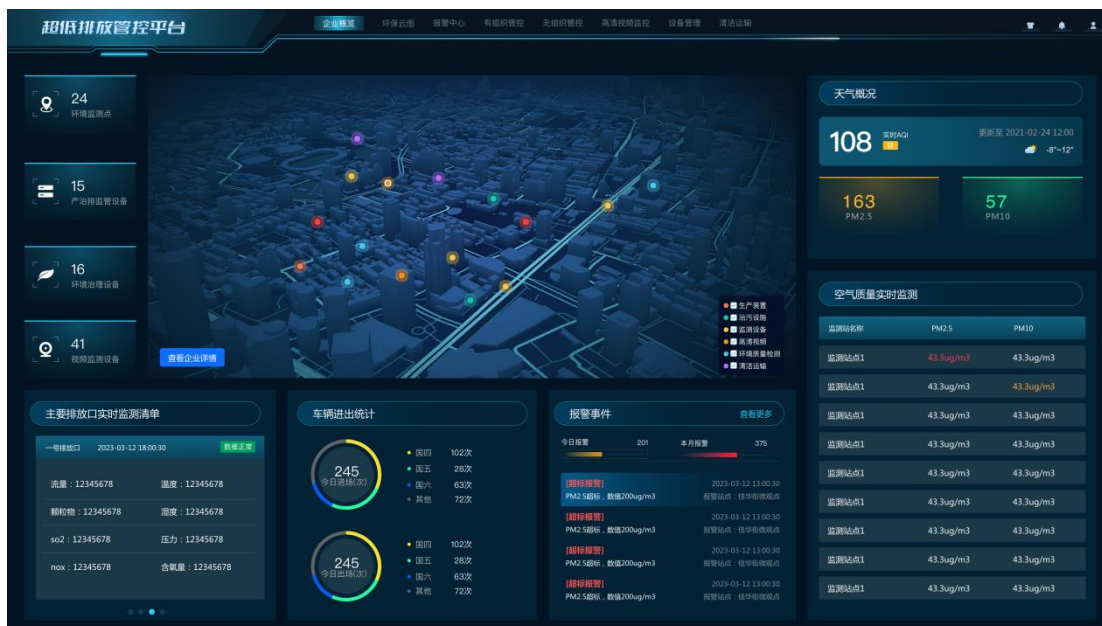 超低排放管控平台
企业概览 环保云图 报警中心 有组织管控 无组织管控 高清视频监控 设备管理 清洁运输
24
环境监测点
15
产治排监管设备
16
环境治理设备
41
视频监测设备
查看企业详情
生产装置
治污设施
监测设备
高清视频
环境质量检测
清洁运输
天气概况
108 实时AQI
更新至 2021-02-24 12:00
-8°~12°
163
PM2.5
57
PM10
空气质量实时监测
监测站名称 PM2.5 PM10
监测站点1 43.3ug/m3 43.3ug/m3
监测站点1 43.3ug/m3 43.3ug/m3
监测站点1 43.3ug/m3 43.3ug/m3
监测站点1 43.3ug/m3 43.3ug/m3
监测站点1 43.3ug/m3 43.3ug/m3
监测站点1 43.3ug/m3 43.3ug/m3
监测站点1 43.3ug/m3 43.3ug/m3
监测站点1 43.3ug/m3 43.3ug/m3
监测站点1 43.3ug/m3 43.3ug/m3
主要排放口实时监测清单
一号排放口 2023-03-12 18:00:30 数据正常
流量：12345678 温度：12345678
颗粒物：12345678 湿度：12345678
so2：12345678 压力：12345678
nox：12345678 含氧量：12345678
车辆进出统计
245
今日进场(次)
国四 102次
国五 28次
国六 63次
其他 72次
245
今日出场(次)
国四 102次
国五 28次
国六 63次
其他 72次
报警事件 查看更多
今日报警 201 本月报警 375
[超标报警] 2023-03-12 13:00:30
PM2.5超标，数值200ug/m3 报警站点：佳华街微观点
[超标报警] 2023-03-12 13:00:30
PM2.5超标，数值200ug/m3 报警站点：佳华街微观点
[超标报警] 2023-03-12 13:00:30
PM2.5超标，数值200ug/m3 报警站点：佳华街微观点
[超标报警] 2023-03-12 13:00:30
PM2.5超标，数值200ug/m3 报警站点：佳华街微观点